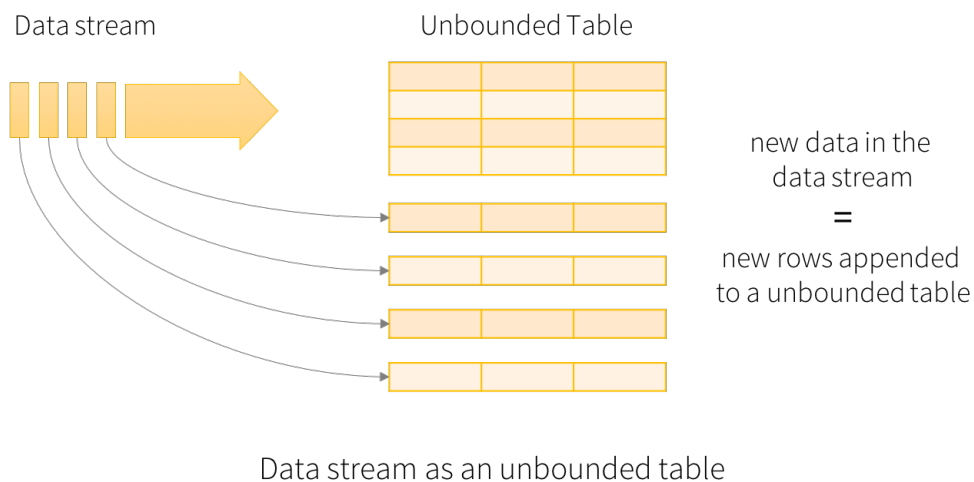 Data stream
Unbounded Table
new data in the
data stream
=
new rows appended
to a unbounded table
Data stream as an unbounded table